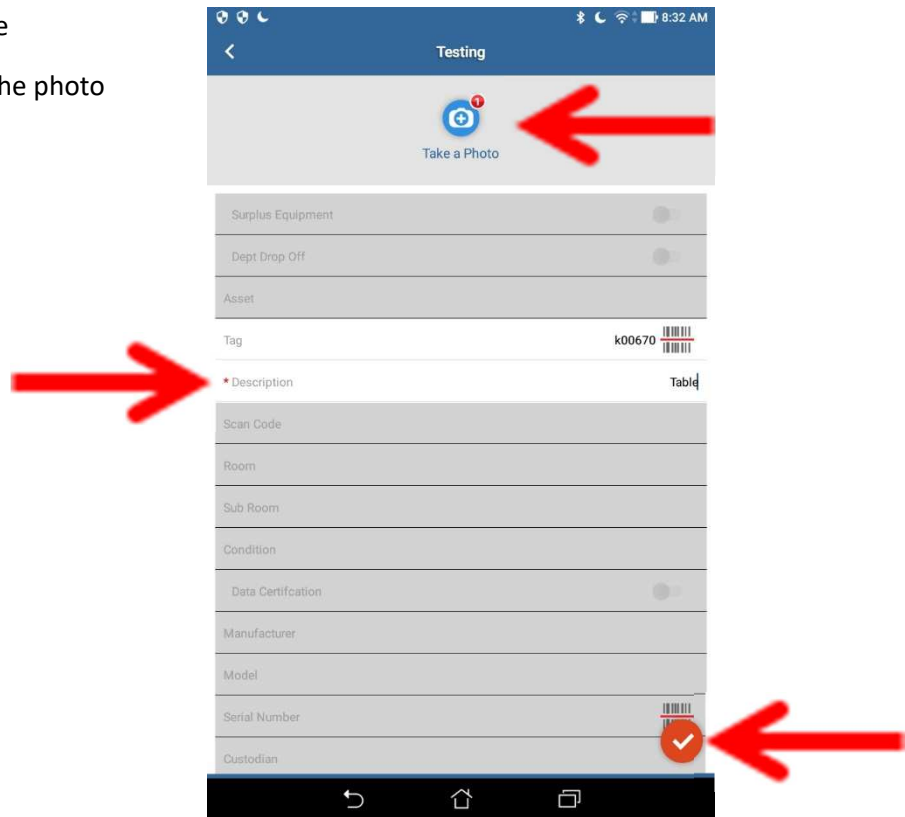 e
he photo
8:32 AM
Testing
1
Take a Photo
Surplus Equipment
Dept Drop Off
Asset
Tag k00670
* Description Table
Scan Code
Room
Sub Room
Condition
Data Certifcation
Manufacturer
Model
Serial Number
Custodian